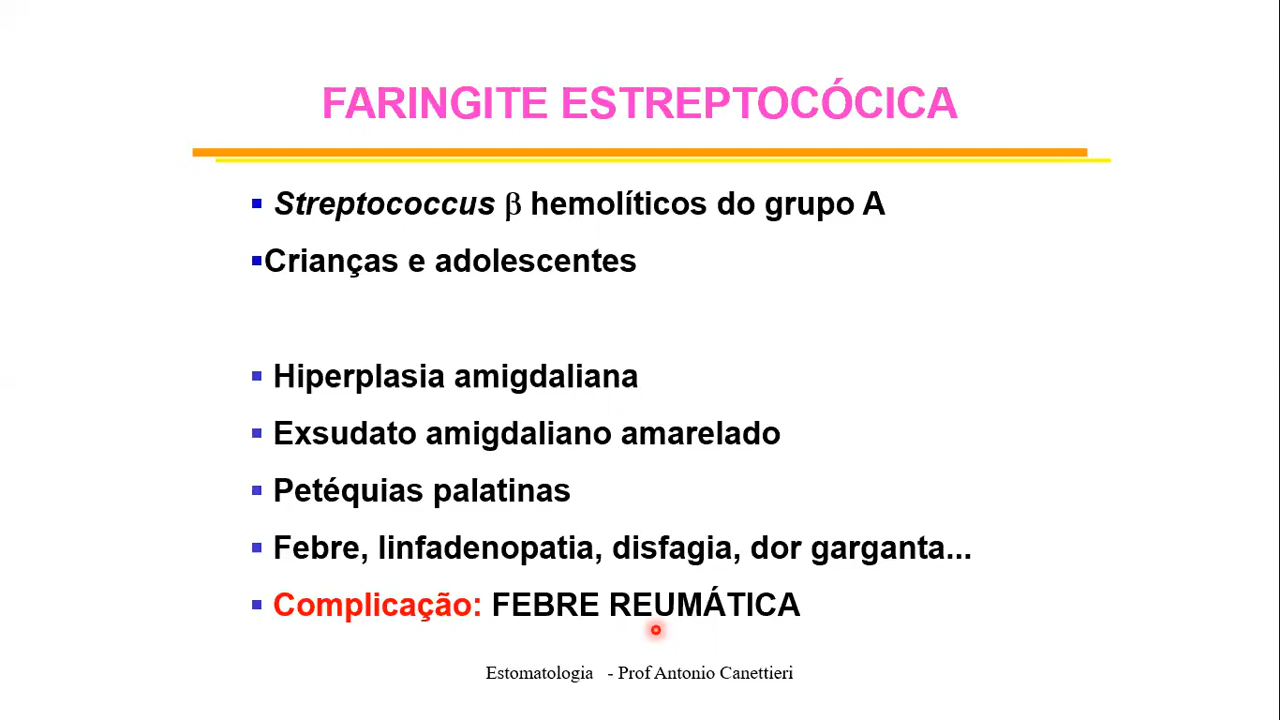 FARINGITE ESTREPTOCÓCICA
▪ Streptococcus β hemolíticos do grupo A
▪Crianças e adolescentes
▪ Hiperplasia amigdaliana
▪ Exsudato amigdaliano amarelado
▪ Petéquias palatinas
▪ Febre, linfadenopatia, disfagia, dor garganta...
▪ Complicação: FEBRE REUMÁTICA
Estomatologia - Prof Antonio Canettieri